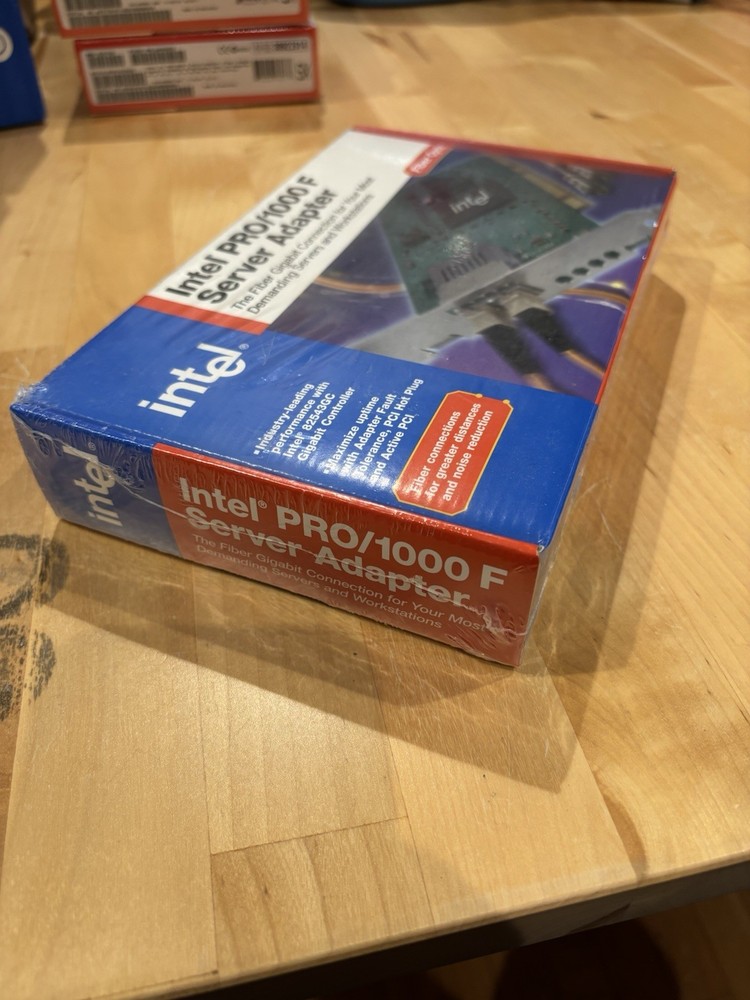 Fiber Optic
Intel PRO/1000 F
Server Adapter
The Fiber Gigabit Connection for Your Most
Demanding Servers and Workstations
intel
intel®
•Industry-leading
performance with
Intel® 82543GC
Gigabit Controller
•Maximize uptime
with Adapter Fault
Tolerance, PCI Hot Plug
and Active PCI
Fiber connections
for greater distances
and noise reduction
intel®
Intel® PRO/1000 F
Server Adapter
The Fiber Gigabit Connection for Your Most
Demanding Servers and Workstations